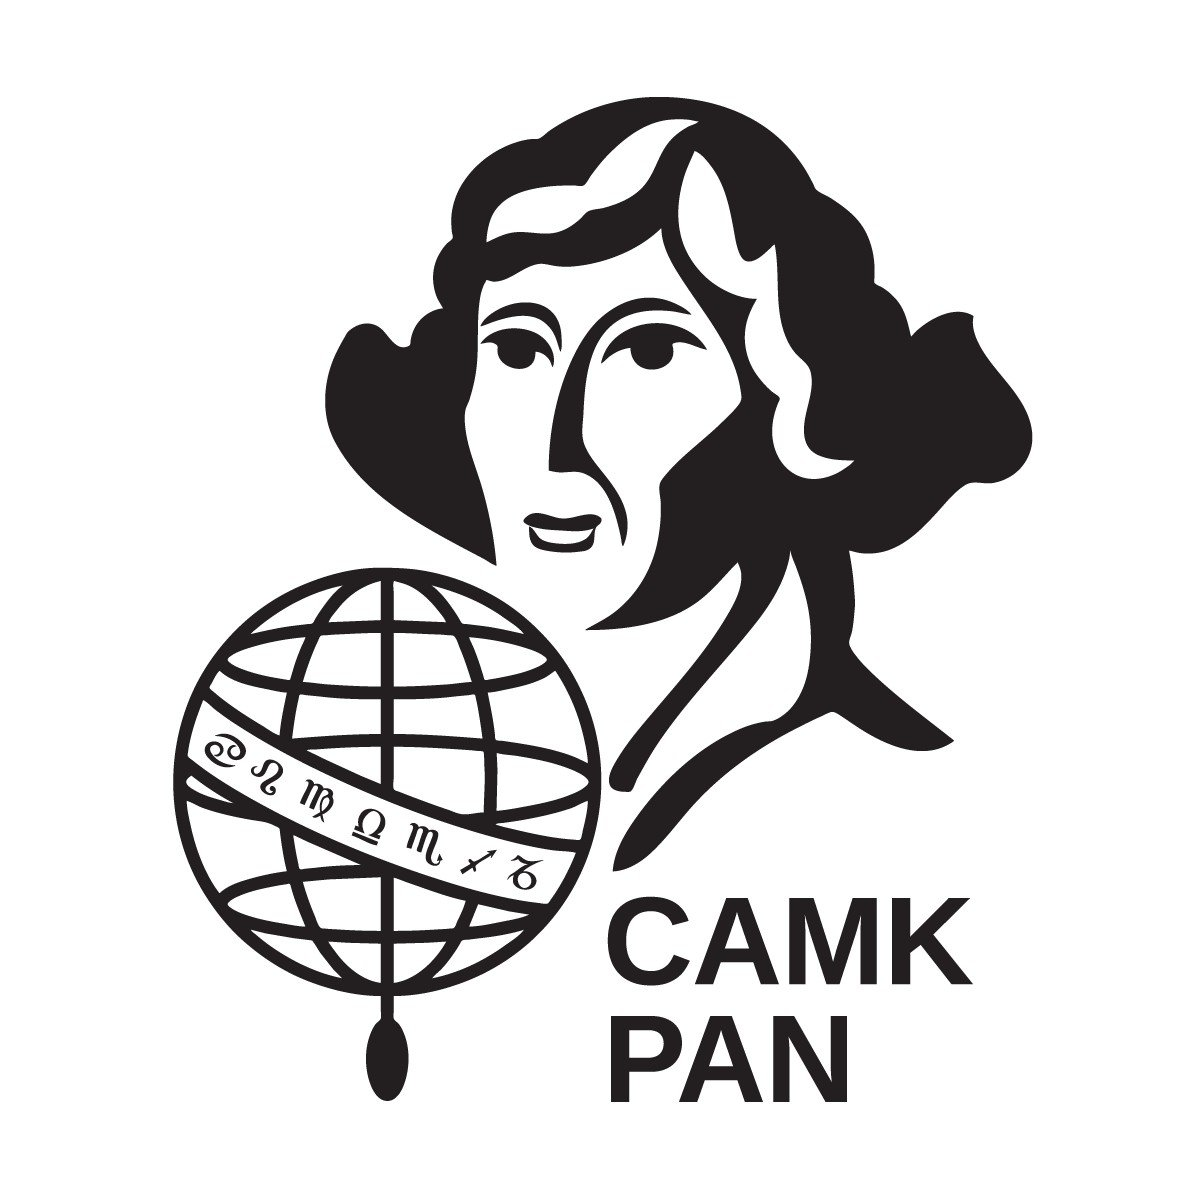 ♋ ♌ ♍ ♎ ♏ ♐ ♑
CAMK
PAN